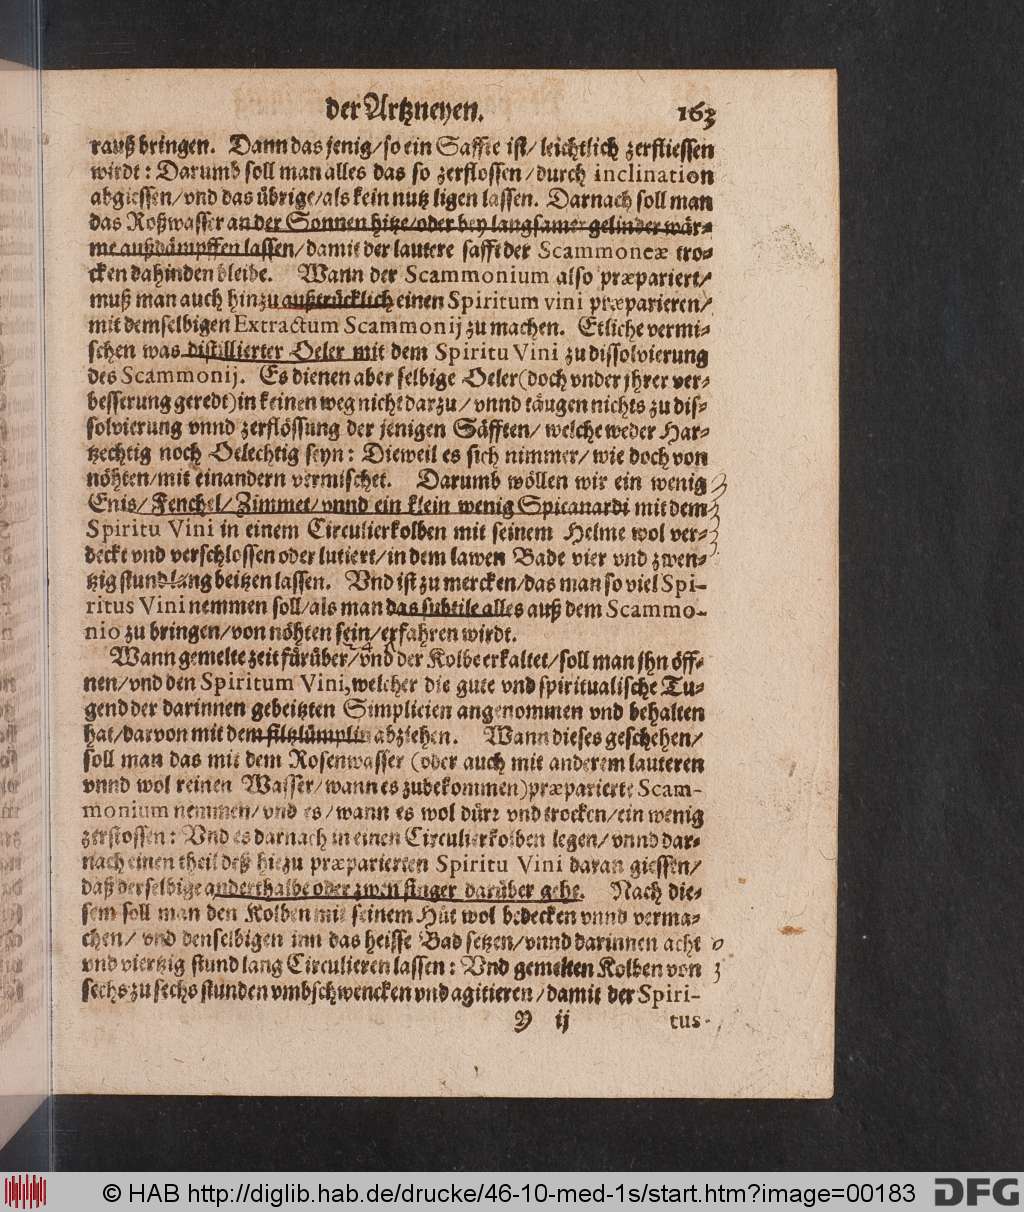 der Artzneyen. 163
rauß bringen. Dann das jenig/ so ein Saffte ist/ leichtlich zerfliessen
wirdt: Darumb soll man alles das so zerflossen/ durch inclination
abgiessen/ vnd das übrige/ als kein nutz ligen lassen. Darnach soll man
das Roßwasser an der Sonnen hitze/ oder bey langsamer gelinder wär-
me außdämpffen lassen/ damit der lautere safft der Scammoneæ tro-
cken dahinden bleibe. Wann der Scammonium also præpariert/
muß man auch hinzu außtrücklich einen Spiritum vini præparieren/
mit demselbigen Extractum Scammonij zu machen. Etliche vermi-
schen was distillierter Oeler mit dem Spiritu Vini zu dissolvierung
des Scammonij. Es dienen aber selbige Oeler (doch vnder jhrer ver-
besserung geredt) in keinen weg nicht darzu/ vnnd täugen nichts zu dis-
solvierung vnnd zerflössung der jenigen Säfften/ welche weder Har-
tzechtig noch Oelechtig seyn: Dieweil es sich nimmer/ wie doch von
nöhten/ mit einandern vermischet. Darumb wöllen wir ein wenig
Enis/ Fenchel/ Zimmet/ vnnd ein klein wenig Spicanardi mit dem
Spiritu Vini in einem Circulierkolben mit seinem Helme wol ver-
deckt vnd verschlossen oder lutiert/ in dem lawen Bade vier vnd zwen-
tzig stund lang beitzen lassen. Vnd ist zu mercken/ das man so viel Spi-
ritus Vini nemmen soll/ als man das subtile alles auß dem Scammo-
nio zu bringen/ von nöhten sein/ erfahren wirdt.
Wann gemelte zeit fürüber/ vnd der Kolbe erkaltet/ soll man jhn öff-
nen/ vnd den Spiritum Vini, welcher die gute vnd spiritualische Tu-
gend der darinnen gebeitzten Simplicien angenommen vnd behalten
hat/ darvon mit dem filtzlümplin abziehen. Wann dieses geschehen/
soll man das mit dem Rosenwasser (oder auch mit anderem lauteren
vnnd wol reinen Wasser/ wann es zubekommen) præparierte Scam-
monium nemmen/ vnd es/ wann es wol dürr vnd trocken/ ein wenig
zerstossen: Vnd es darnach in einen Circulierkolben legen/ vnnd dar-
nach einen theil deß hiezu præparierten Spiritu Vini daran giessen/
daß derselbige anderthalbe oder zwen finger darüber gehe. Nach die-
sem soll man den Kolben mit seinem Hüt wol bedecken vnnd verma-
chen/ vnd denselbigen inn das heisse Bad setzen/ vnnd darinnen acht
vnd viertzig stund lang Circulieren lassen: Vnd gemelten Kolben von
sechs zu sechs stunden vmbschwencken vnd agitieren/ damit der Spiri-
Y ij tus
© HAB http://diglib.hab.de/drucke/46-10-med-1s/start.htm?image=00183 DFG